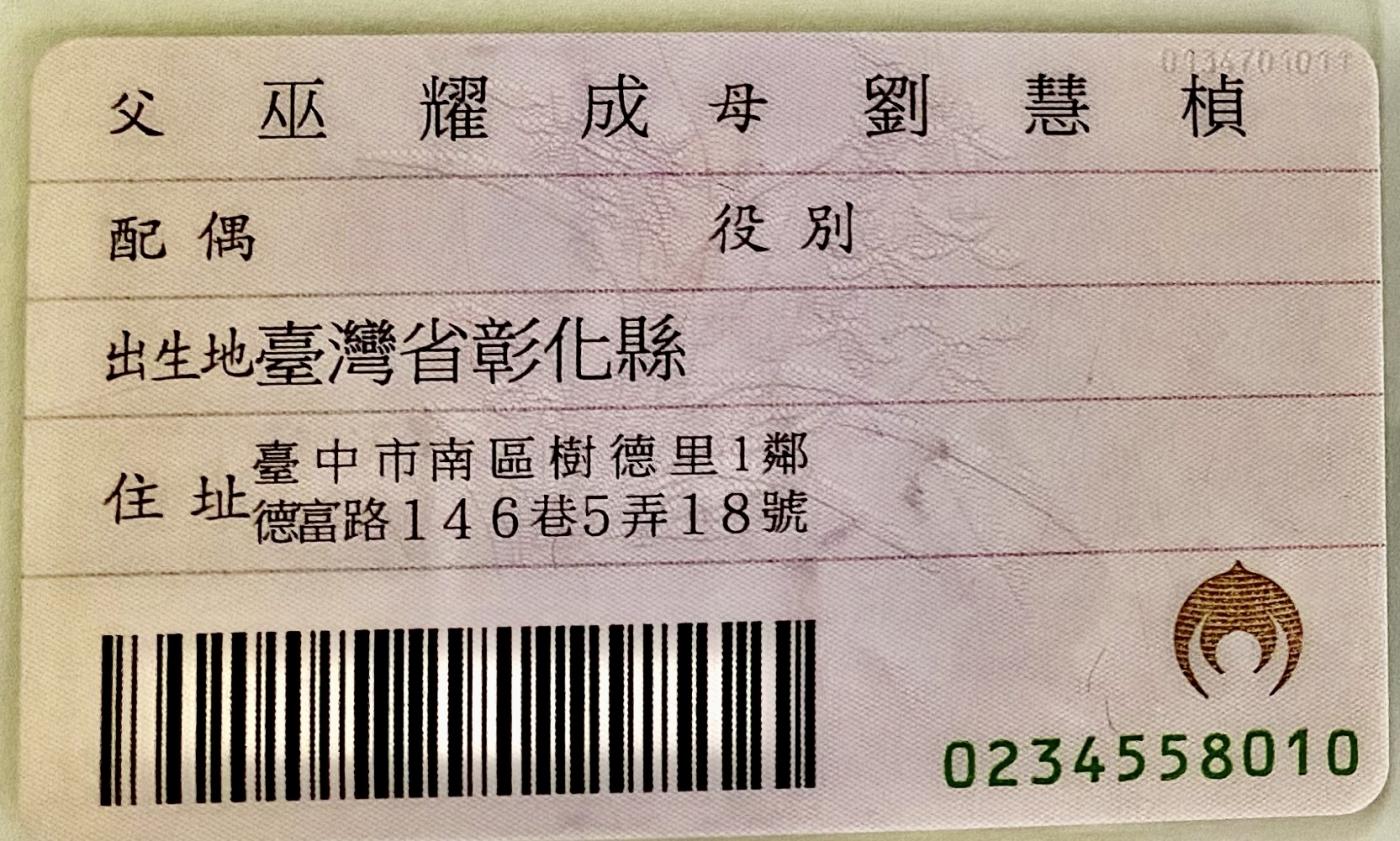 父 巫耀成 母 劉慧楨
配偶 役別
出生地臺灣省彰化縣
住址 臺中市南區樹德里1鄰
德富路146巷5弄18號
0234558010